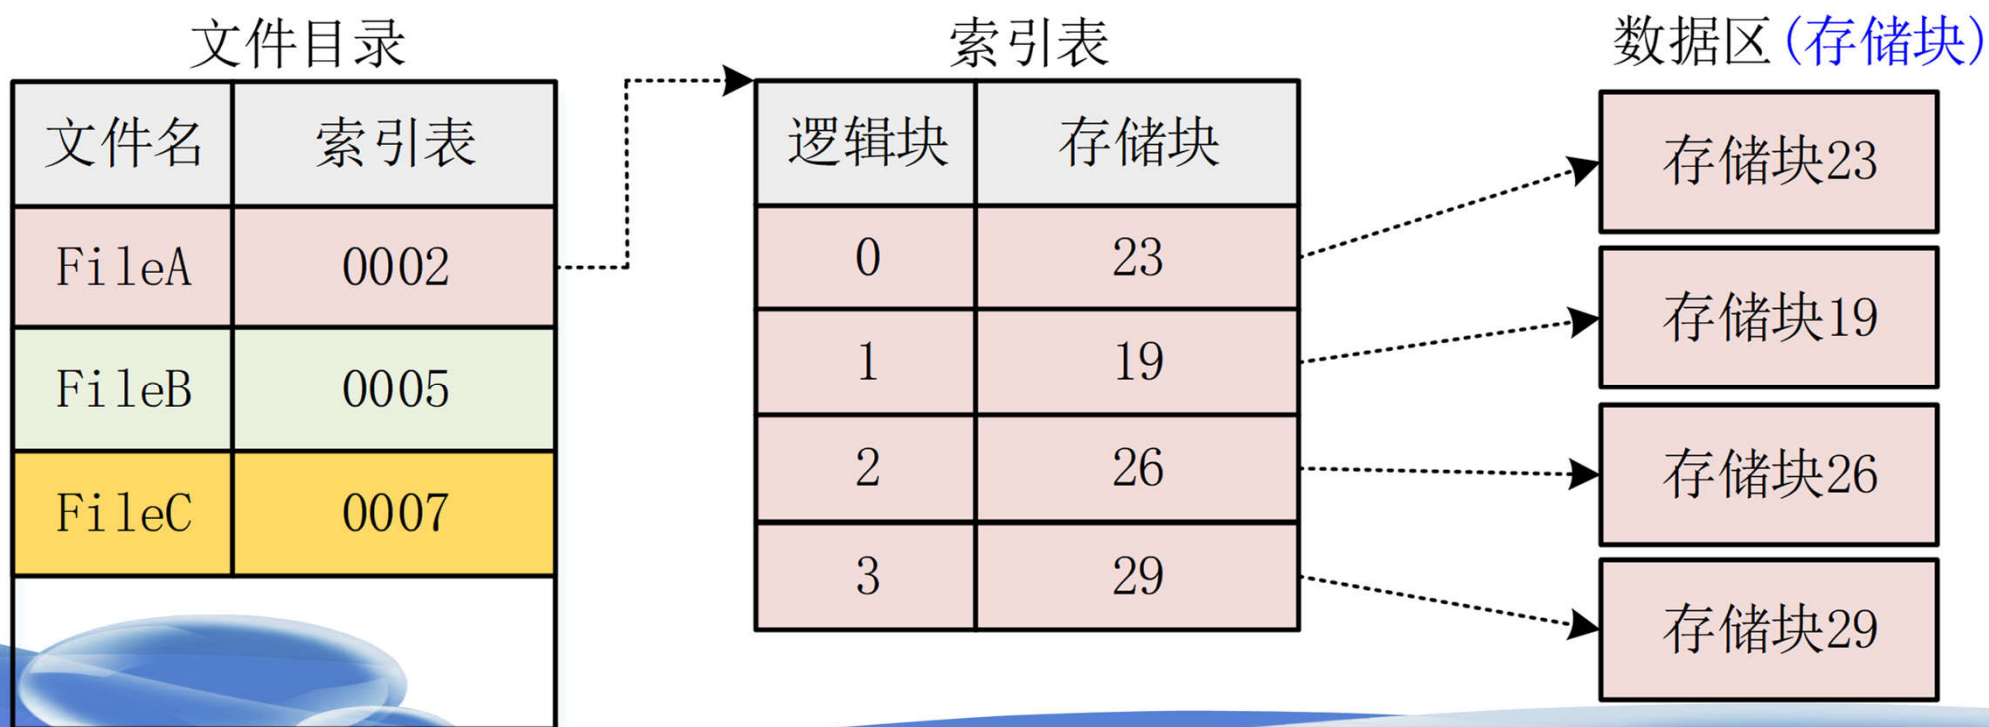 文件目录
文件名 索引表
FileA 0002
FileB 0005
FileC 0007
索引表
逻辑块 存储块
0 23
1 19
2 26
3 29
数据区(存储块)
存储块23
存储块19
存储块26
存储块29